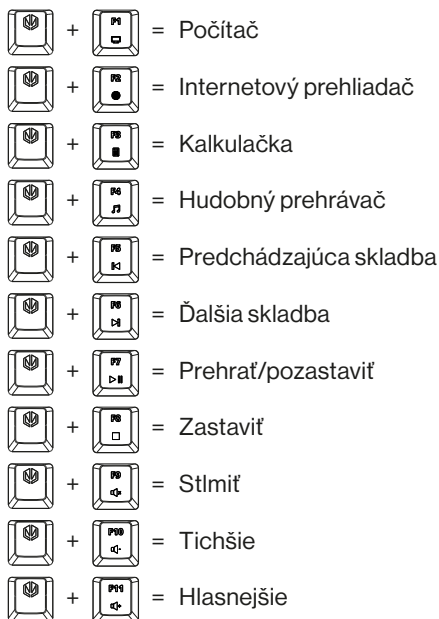 + F1 = Počítač
+ F2 = Internetový prehliadač
+ F3 = Kalkulačka
+ F4 = Hudobný prehrávač
+ F5 = Predchádzajúca skladba
+ F6 = Ďalšia skladba
+ F7 = Prehrať/pozastaviť
+ F8 = Zastaviť
+ F9 = Stlmiť
+ F10 = Tichšie
+ F11 = Hlasnejšie